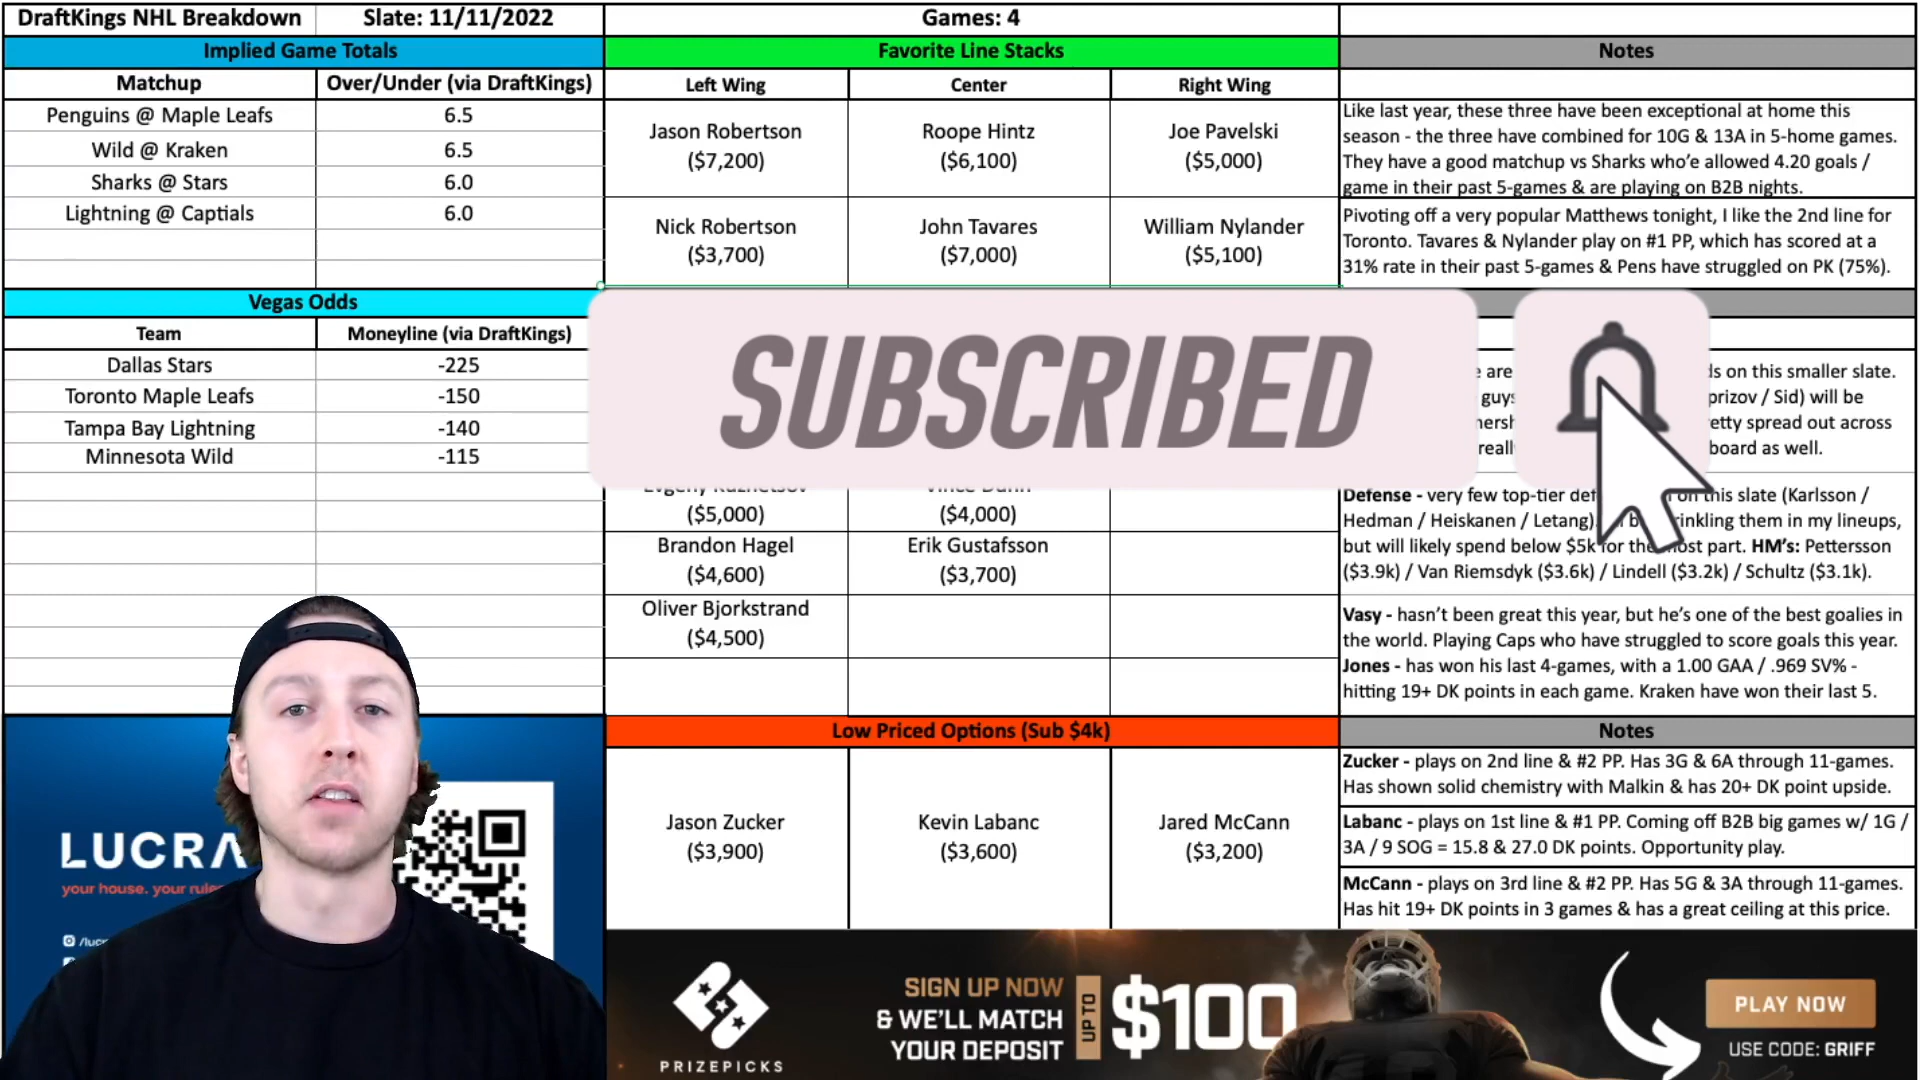 DraftKings NHL Breakdown
Slate: 11/11/2022
Games: 4
Implied Game Totals
Favorite Line Stacks
Notes
Matchup
Over/Under (via DraftKings)
Left Wing
Center
Right Wing
Penguins @ Maple Leafs
6.5
Wild @ Kraken
6.5
Sharks @ Stars
6.0
Lightning @ Captials
6.0
Jason Robertson
($7,200)
Roope Hintz
($6,100)
Joe Pavelski
($5,000)
Like last year, these three have been exceptional at home this
season - the three have combined for 10G & 13A in 5-home games.
They have a good matchup vs Sharks who'e allowed 4.20 goals /
game in their past 5-games & are playing on B2B nights.
Nick Robertson
($3,700)
John Tavares
($7,000)
William Nylander
($5,100)
Pivoting off a very popular Matthews tonight, I like the 2nd line for
Toronto. Tavares & Nylander play on #1 PP, which has scored at a
31% rate in their past 5-games & Pens have struggled on PK (75%).
Vegas Odds
Team
Moneyline (via DraftKings)
Dallas Stars
-225
Toronto Maple Leafs
-150
Tampa Bay Lightning
-140
Minnesota Wild
-115
SUBSCRIBED
are
on this smaller slate.
/ Sid) will be
spread out across
board as well.
Evgeny Kuznetsov
($5,000)
Vince Dunn
($4,000)
Brandon Hagel
($4,600)
Erik Gustafsson
($3,700)
Oliver Bjorkstrand
($4,500)
Defense - very few top-tier on this slate (Karlsson /
Hedman / Heiskanen / Letang). them in my lineups,
but will likely spend below $5k for the most part. HM's: Pettersson
($3.9k) / Van Riemsdyk ($3.6k) / Lindell ($3.2k) / Schultz ($3.1k).
Vasy - hasn't been great this year, but he's one of the best goalies in
the world. Playing Caps who have struggled to score goals this year.
Jones - has won his last 4-games, with a 1.00 GAA / .969 SV% -
hitting 19+ DK points in each game. Kraken have won their last 5.
Low Priced Options (Sub $4k)
Notes
Jason Zucker
($3,900)
Kevin Labanc
($3,600)
Jared McCann
($3,200)
Zucker - plays on 2nd line & #2 PP. Has 3G & 6A through 11-games.
Has shown solid chemistry with Malkin & has 20+ DK point upside.
Labanc - plays on 1st line & #1 PP. Coming off B2B big games w/ 1G /
3A / 9 SOG = 15.8 & 27.0 DK points. Opportunity play.
McCann - plays on 3rd line & #2 PP. Has 5G & 3A through 11-games.
Has hit 19+ DK points in 3 games & has a great ceiling at this price.
LUCRA
your house. your rules
PRIZEPICKS
SIGN UP NOW
& WE'LL MATCH
YOUR DEPOSIT
UP TO
$100
PLAY NOW
USE CODE: GRIFF